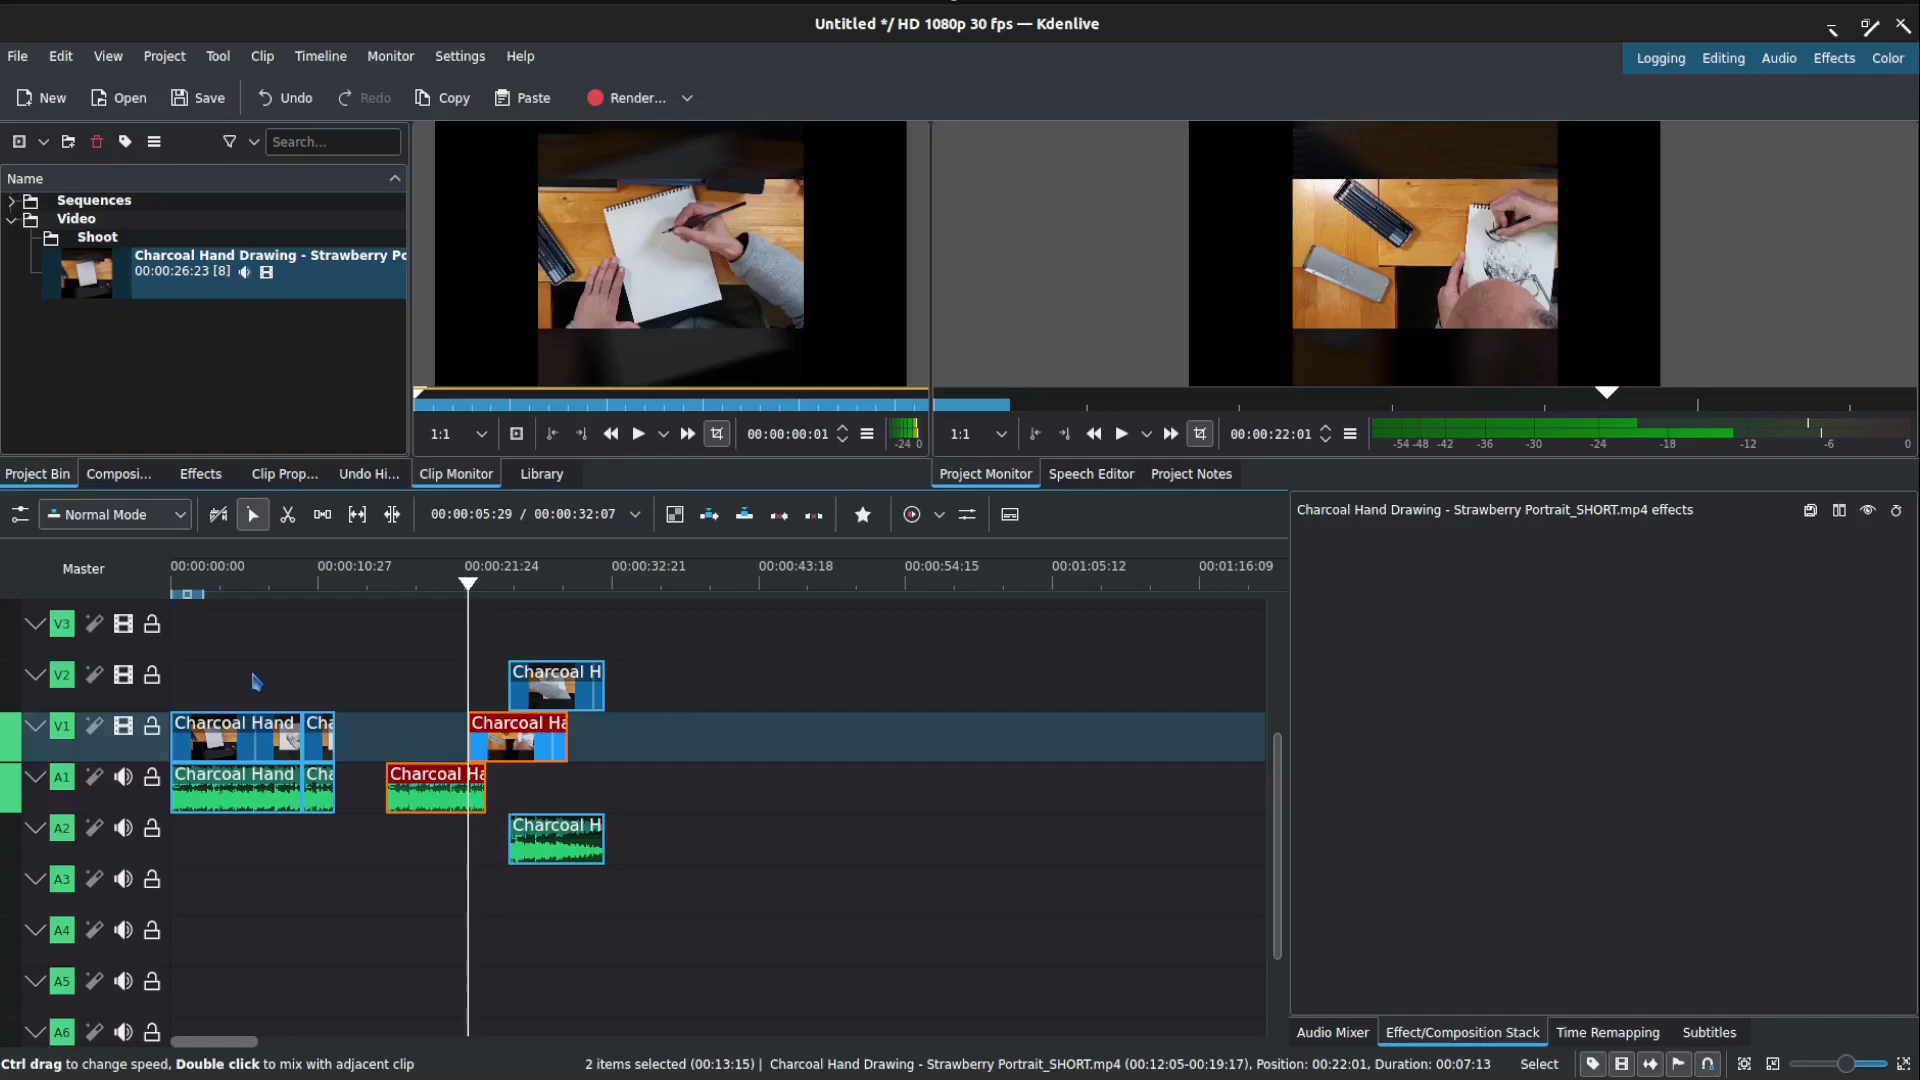 Untitled */ HD 1080p 30 fps — Kdenlive
File Edit View Project Tool Clip Timeline Monitor Settings Help
Logging Editing Audio Effects Color
New Open Save Undo Redo Copy Paste Render...
Search...
Name
Sequences
Video
Shoot
Charcoal Hand Drawing - Strawberry Po
00:00:26:23 [8]
1:1 00:00:00:01 -24 0
1:1 00:00:22:01 -54 -48 -42 -36 -30 -24 -18 -12 -6 0
Project Bin Composi... Effects Clip Prop... Undo Hi... Clip Monitor Library Project Monitor Speech Editor Project Notes
Normal Mode 00:00:05:29 / 00:00:32:07
Charcoal Hand Drawing - Strawberry Portrait_SHORT.mp4 effects
Master 00:00:00:00 00:00:10:27 00:00:21:24 00:00:32:21 00:00:43:18 00:00:54:15 00:01:05:12 00:01:16:09
V3
V2 Charcoal H
V1 Charcoal Hand Cha Charcoal Ha
A1 Charcoal Hand Cha Charcoal Ha
A2 Charcoal H
A3
A4
A5
A6
Audio Mixer Effect/Composition Stack Time Remapping Subtitles
Ctrl drag to change speed, Double click to mix with adjacent clip 2 items selected (00:13:15) | Charcoal Hand Drawing - Strawberry Portrait_SHORT.mp4 (00:12:05-00:19:17), Position: 00:22:01, Duration: 00:07:13 Select